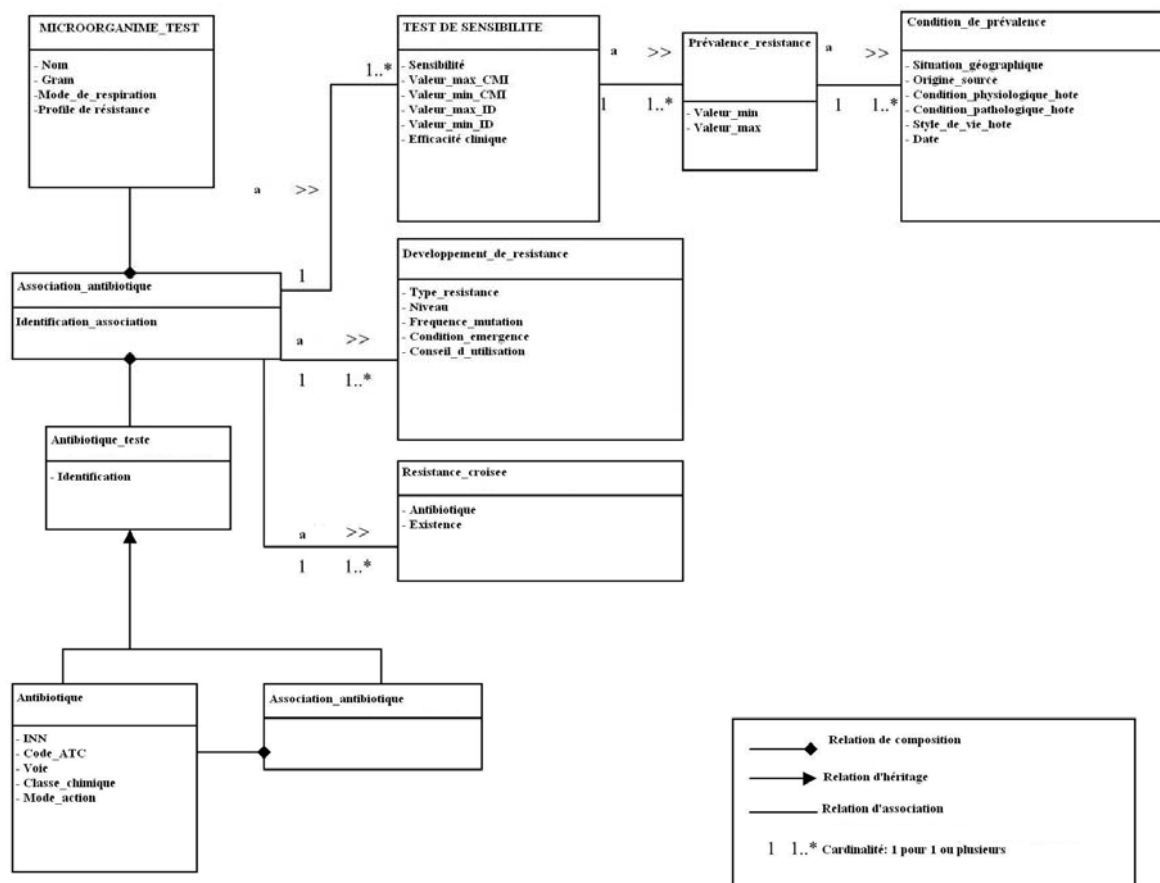 MICROORGANIME_TEST
- Nom
- Gram
-Mode_de_respiration
-Profile de résistance
TEST DE SENSIBILITE
- Sensibilité
- Valeur_max_CMI
- Valeur_min_CMI
- Valeur_max_ID
- Valeur_min_ID
- Efficacité clinique
a >>
1 1..*
Prévalence_resistance
- Valeur_min
- Valeur_max
a >>
1 1..*
Condition_de_prévalence
- Situation_géographique
- Origine_source
- Condition_physiologique_hote
- Condition_pathologique_hote
- Style_de_vie_hote
- Date
1..*
a >>
1
Association_antibiotique
Identification_association
a >>
1 1..*
Developpement_de_resistance
- Type_resistance
- Niveau
- Frequence_mutation
- Condition_emergence
- Conseil_d_utilisation
Antibiotique_teste
- Identification
a >>
1 1..*
Resistance_croisee
- Antibiotique
- Existence
Antibiotique
- INN
- Code_ATC
- Voie
- Classe_chimique
- Mode_action
Association_antibiotique
Relation de composition
Relation d'héritage
Relation d'association
1 1..* Cardinalité: 1 pour 1 ou plusieurs